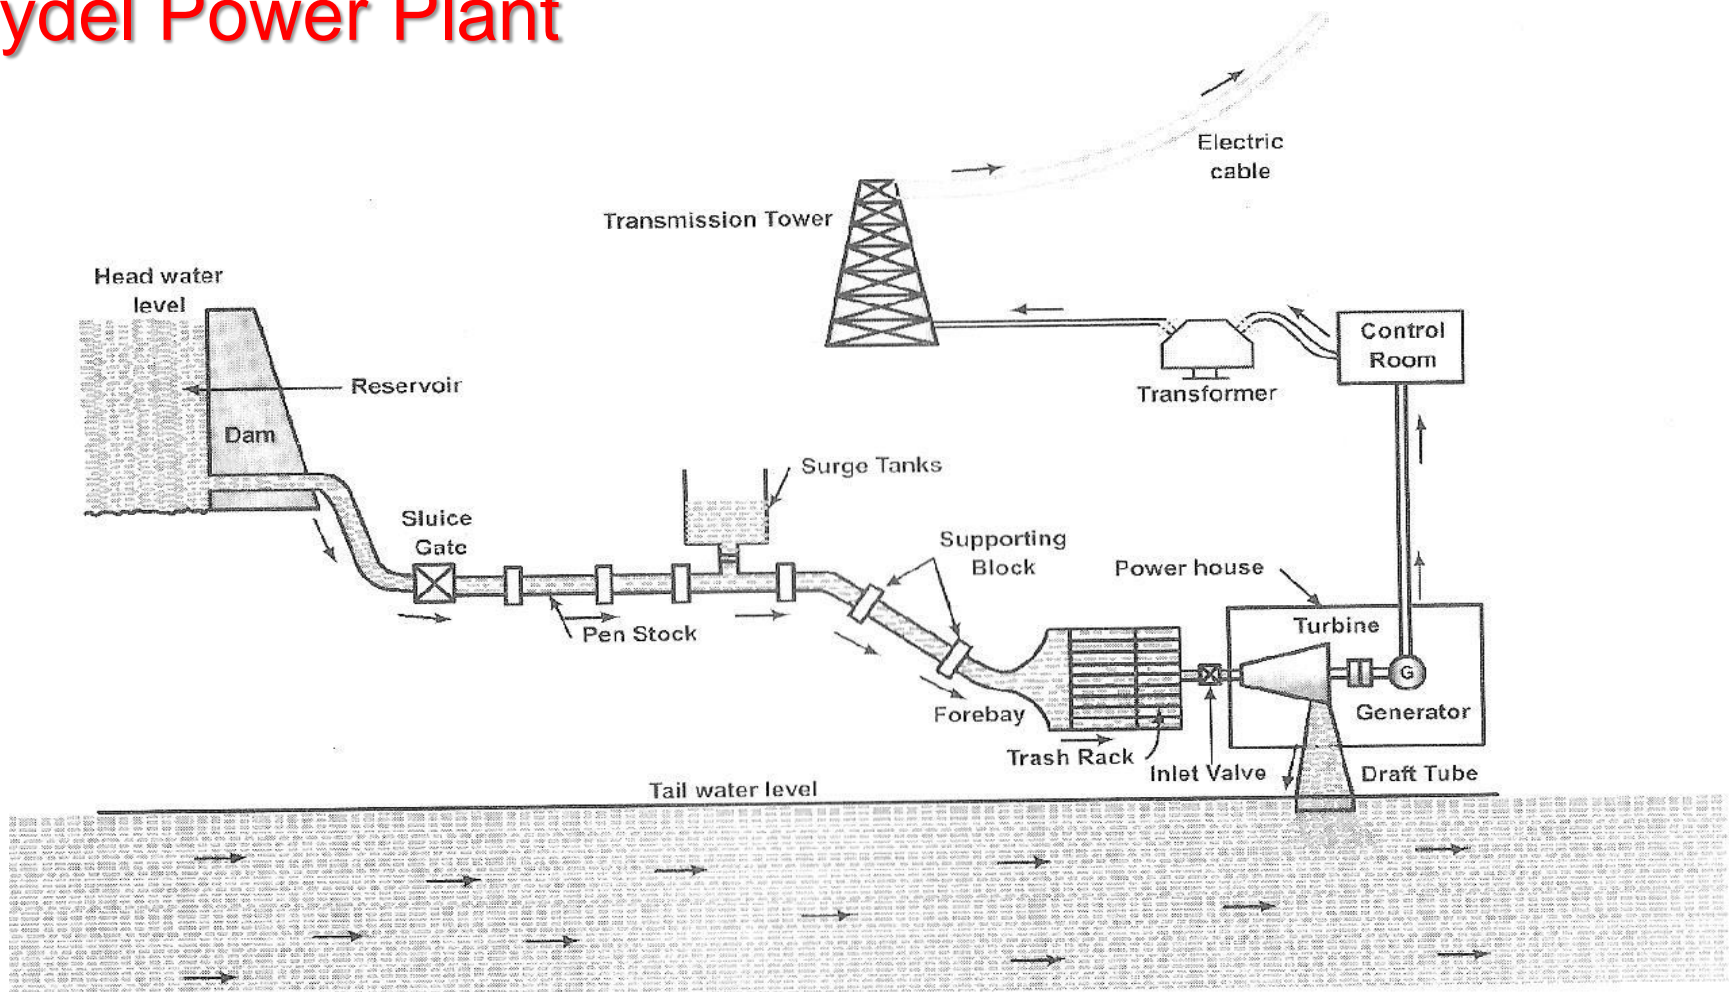 ydel Power Plant
Electric
cable
Transmission Tower
Head water
level
Control
Room
Reservoir
Transformer
Dam
Surge Tanks
Sluice
Gate
Supporting
Block
Power house
Turbine
Pen Stock
G
Forebay
Generator
Trash Rack
Inlet Valve
Draft Tube
Tail water level